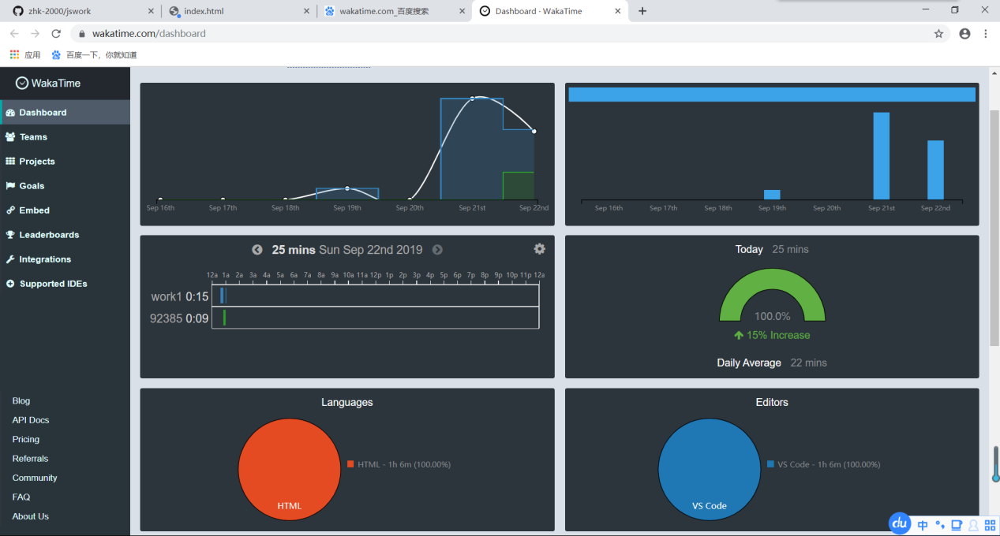 zhk-2000/jswork
index.html
wakatime.com_百度搜索
Dashboard · WakaTime
wakatime.com/dashboard
应用
百度一下，你就知道
WakaTime
Dashboard
Teams
Projects
Goals
Embed
Leaderboards
Integrations
Supported IDEs
Blog
API Docs
Pricing
Referrals
Community
FAQ
About Us
Sep 16th Sep 17th Sep 18th Sep 19th Sep 20th Sep 21st Sep 22nd
Sep 16th Sep 17th Sep 18th Sep 19th Sep 20th Sep 21st Sep 22nd
25 mins Sun Sep 22nd 2019
12a 1a 2a 3a 4a 5a 6a 7a 8a 9a 10a 11a 12p 1p 2p 3p 4p 5p 6p 7p 8p 9p 10p 11p 12a
work1 0:15
92385 0:09
Today 25 mins
100.0%
15% Increase
Daily Average 22 mins
Languages
HTML - 1h 6m (100.00%)
HTML
Editors
VS Code - 1h 6m (100.00%)
VS Code
du 中